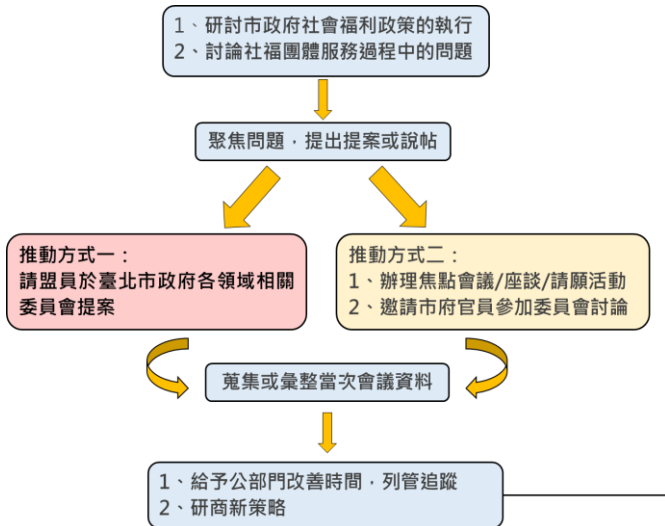 1、研討市政府社會福利政策的執行
2、討論社福團體服務過程中的問題
聚焦問題，提出提案或說帖
推動方式一：
請盟員於臺北市政府各領域相關
委員會提案
推動方式二：
1、辦理焦點會議/座談/請願活動
2、邀請市府官員參加委員會討論
蒐集或彙整當次會議資料
1、給予公部門改善時間，列管追蹤
2、研商新策略